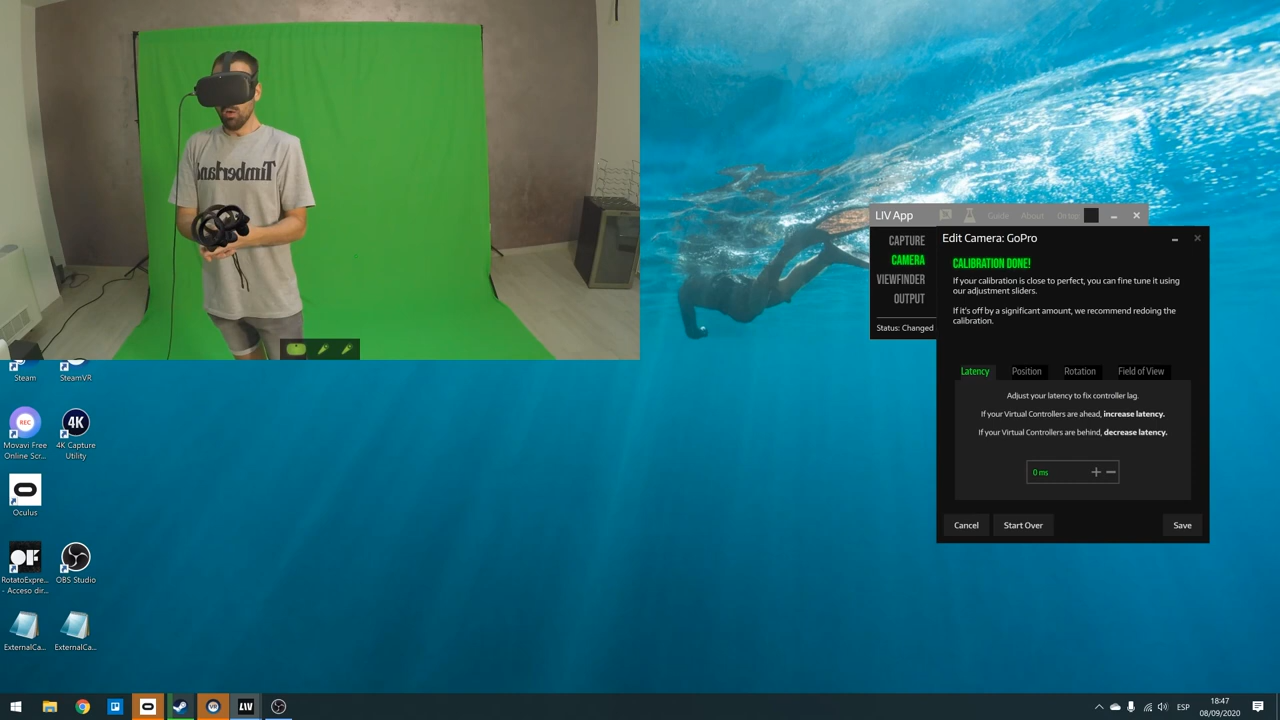 Timberland
LIV App
Guide
About
On top
CAPTURE
CAMERA
VIEWFINDER
OUTPUT
Status: Changed
Edit Camera: GoPro
CALIBRATION DONE!
If your calibration is close to perfect, you can fine tune it using
our adjustment sliders.
If it's off by a significant amount, we recommend redoing the
calibration.
Latency
Position
Rotation
Field of View
Adjust your latency to fix controller lag.
If your Virtual Controllers are ahead, increase latency.
If your Virtual Controllers are behind, decrease latency.
0 ms
Cancel
Start Over
Save
Steam
SteamVR
REC
4K
Movavi Free
Online Scr...
4K Capture
Utility
Oculus
RotatoExpre...
- Acceso dir...
OBS Studio
ExternalCa...
ExternalCa...
VR
LIV
ESP
18:47
08/09/2020